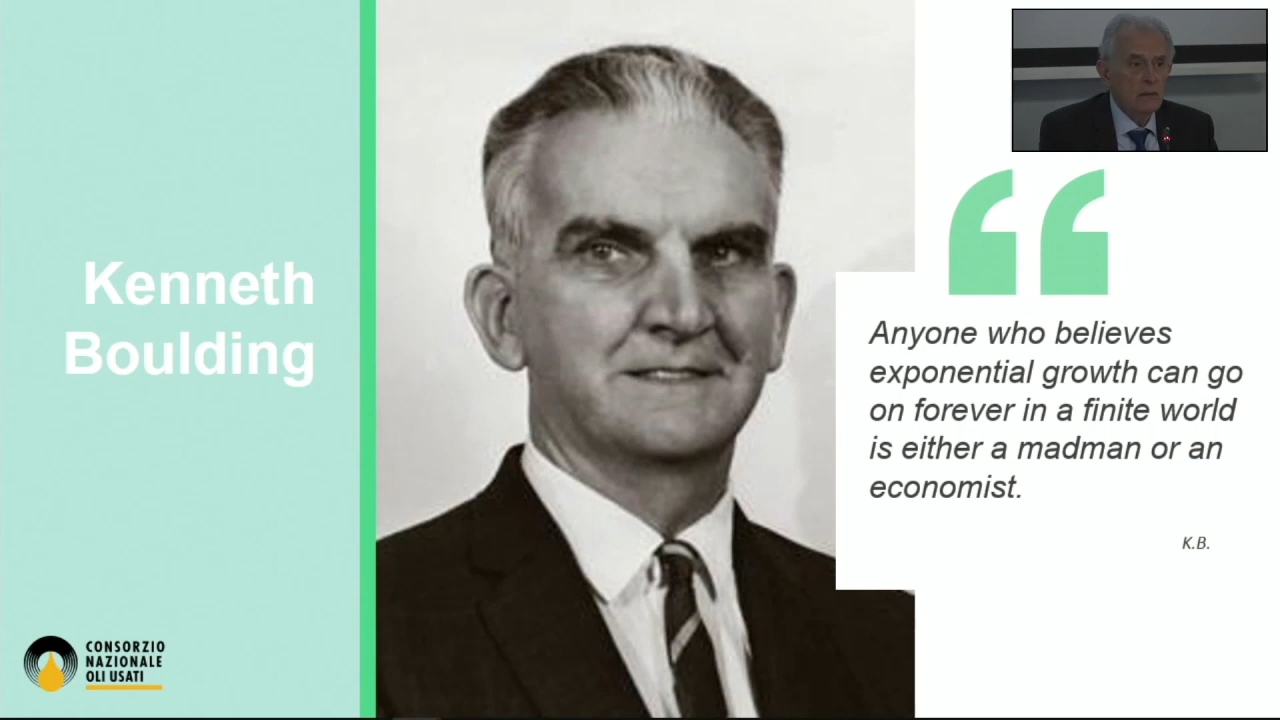 Kenneth
Boulding
Anyone who believes
exponential growth can go
on forever in a finite world
is either a madman or an
economist.
K.B.
CONSORZIO
NAZIONALE
OLI USATI